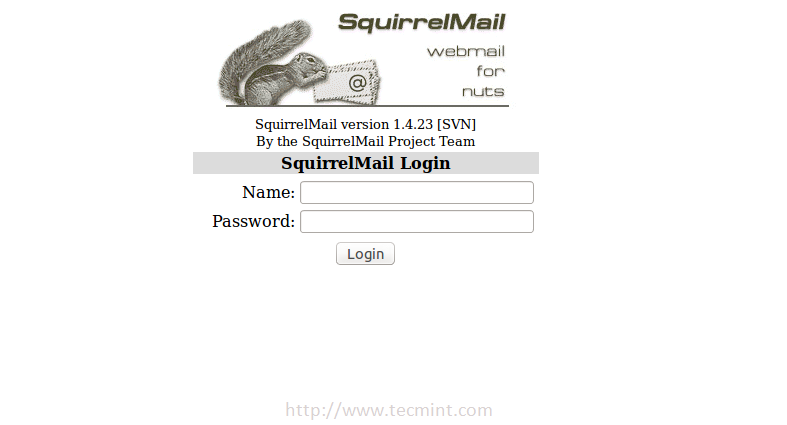 SquirrelMail
webmail
for
nuts
@
SquirrelMail version 1.4.23 [SVN]
By the SquirrelMail Project Team
SquirrelMail Login
Name:
Password:
Login
http://www.tecmint.com